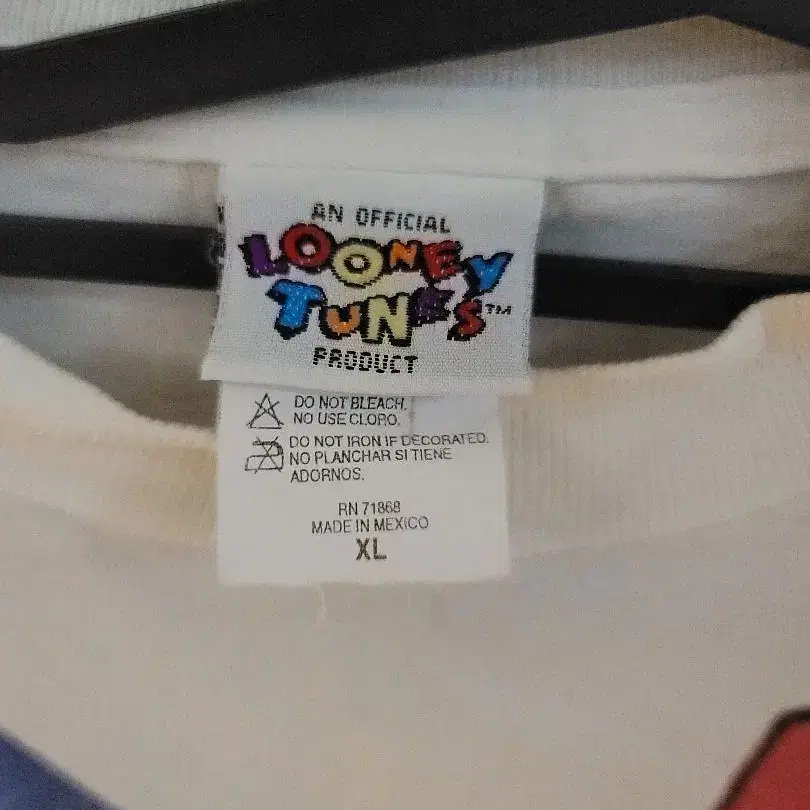 AN OFFICIAL
LOONEY
TUNES™
PRODUCT
DO NOT BLEACH.
NO USE CLORO.
DO NOT IRON IF DECORATED.
NO PLANCHAR SI TIENE
ADORNOS.
RN 71868
MADE IN MEXICO
XL